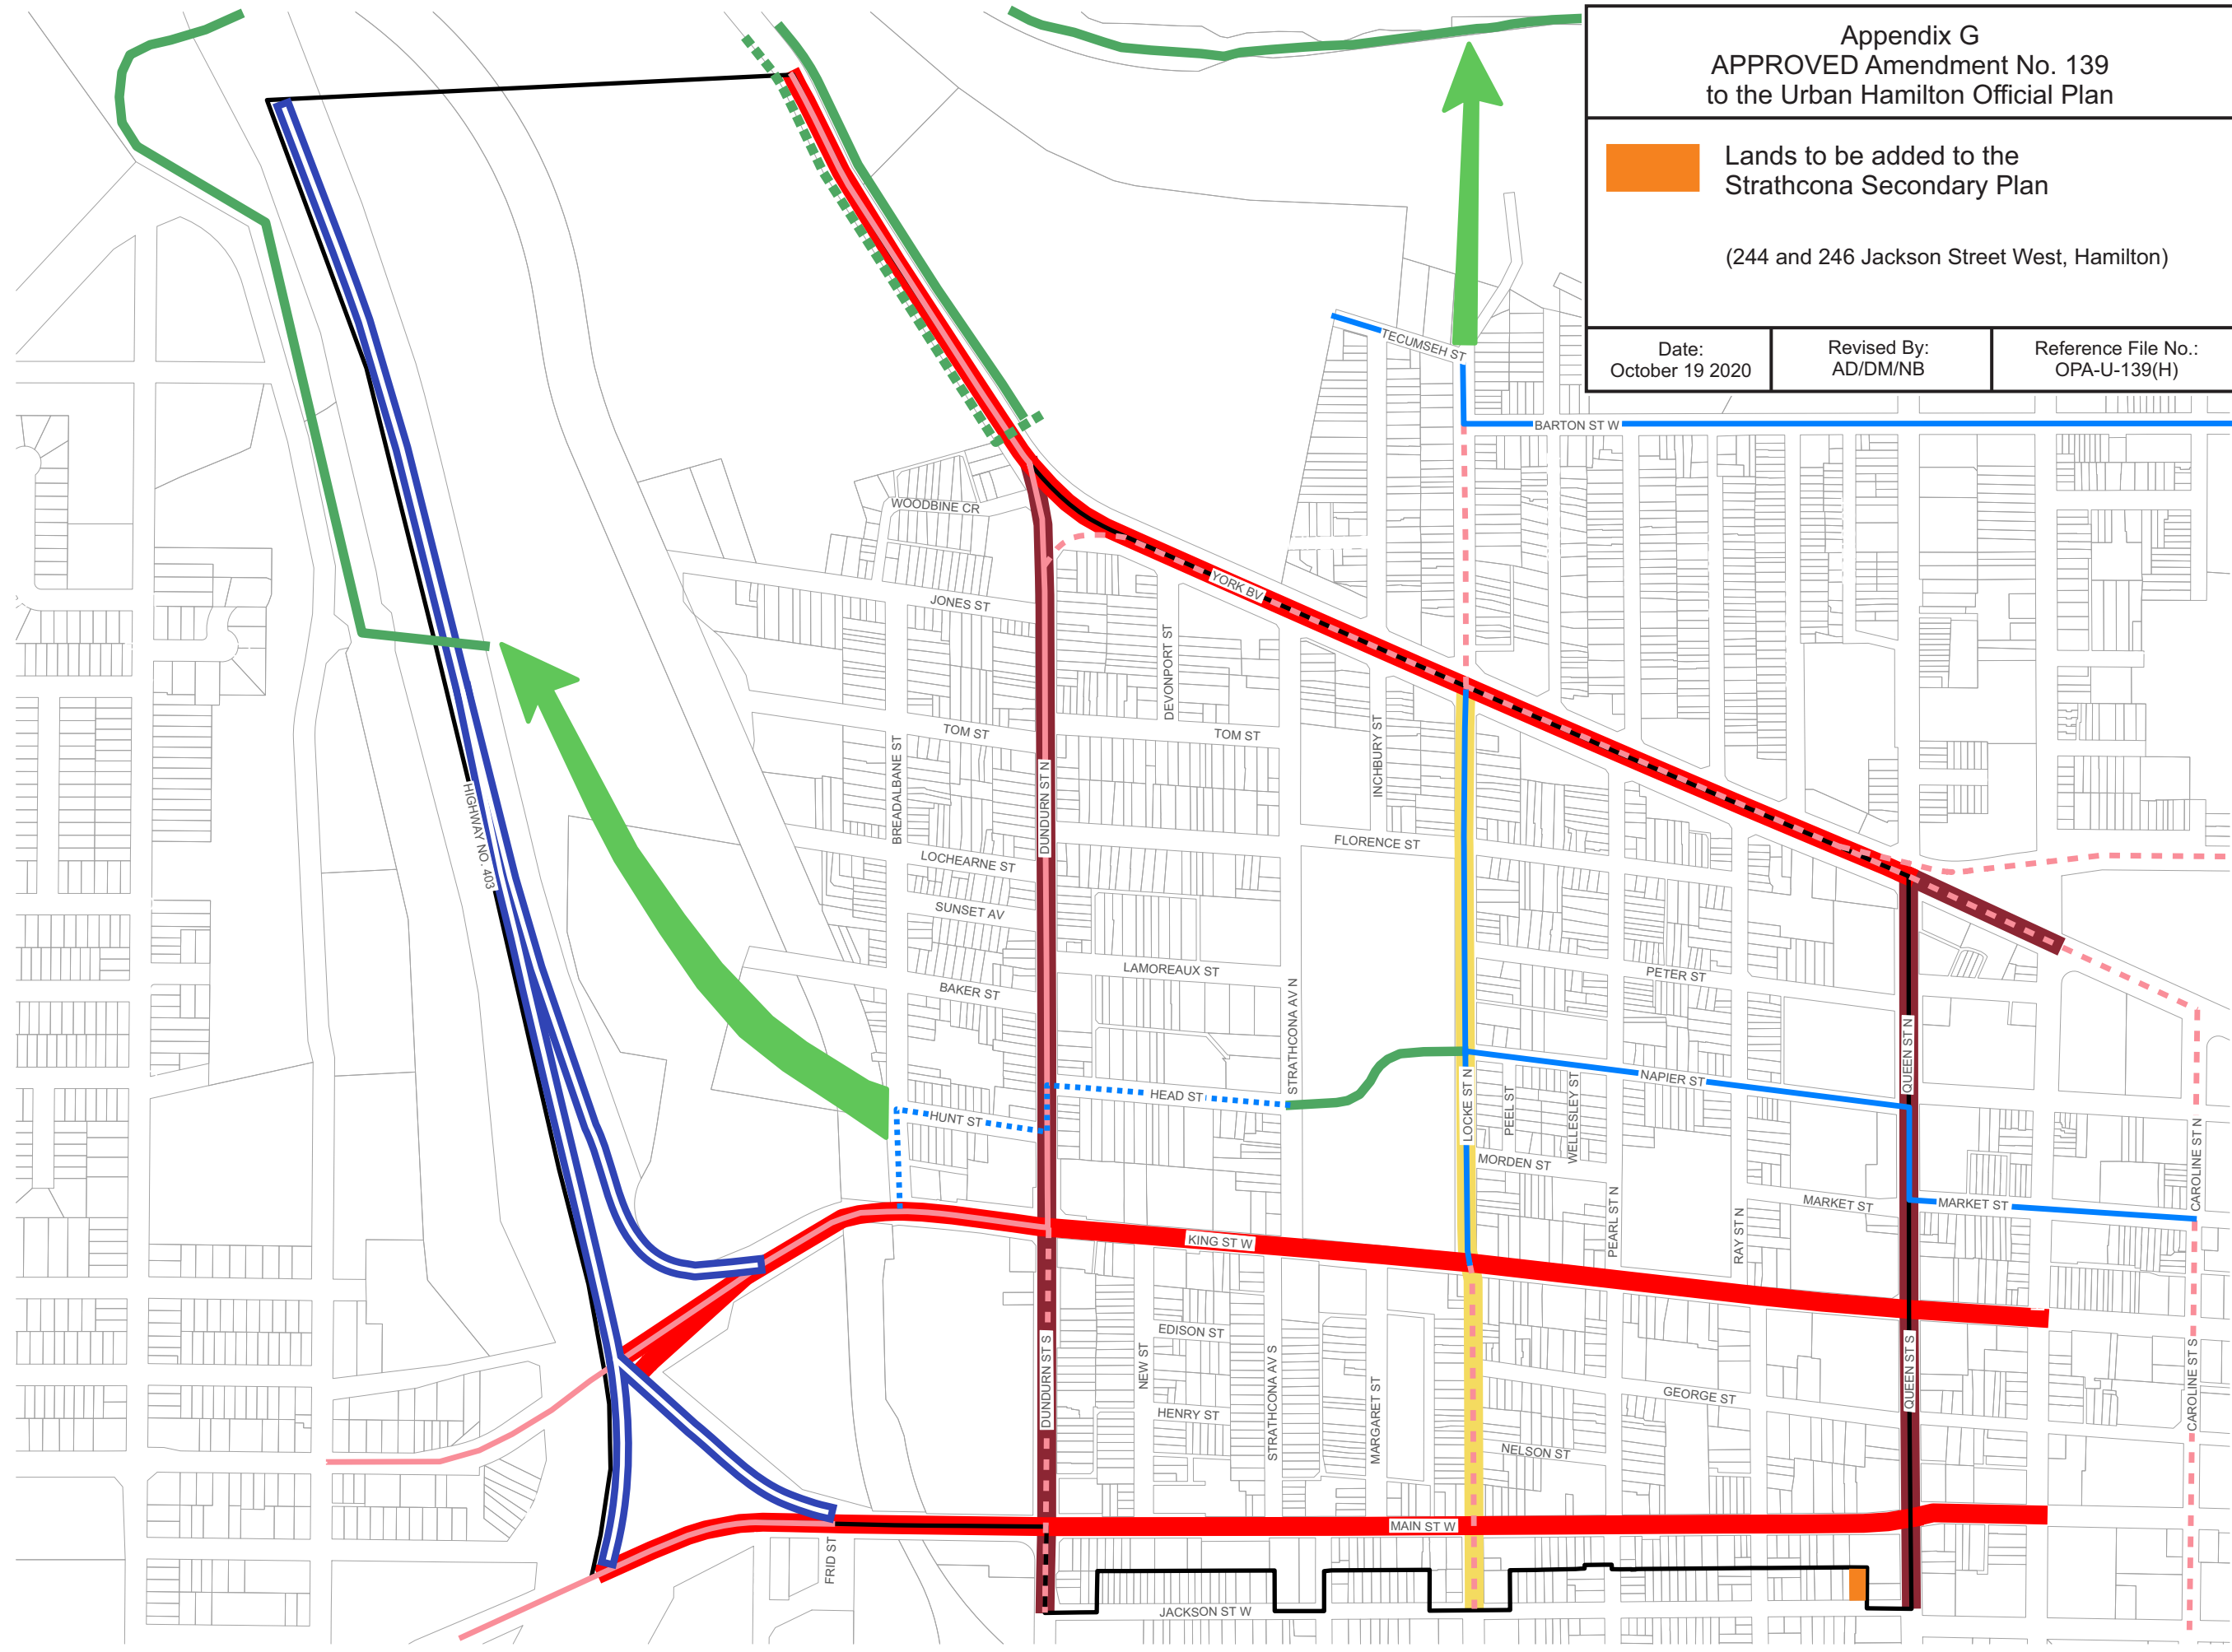 Appendix G
APPROVED Amendment No. 139
to the Urban Hamilton Official Plan
Lands to be added to the
Strathcona Secondary Plan
(244 and 246 Jackson Street West, Hamilton)
Date:
October 19 2020
Revised By:
AD/DM/NB
Reference File No.:
OPA-U-139(H)
TECUMSEH ST
BARTON ST W
WOODBINE CR
YORK BV
JONES ST
DEVONPORT ST
TOM ST
TOM ST
INCHBURY ST
BREADALBANE ST
DUNDURN ST N
HIGHWAY NO. 403
FLORENCE ST
LOCHEARNE ST
SUNSET AV
LAMOREAUX ST
PETER ST
BAKER ST
STRATHCONA AV N
QUEEN ST N
HEAD ST
NAPIER ST
HUNT ST
LOCKE ST N
PEEL ST
WELLESLEY ST
MORDEN ST
CAROLINE ST N
MARKET ST
MARKET ST
PEARL ST N
RAY ST N
KING ST W
EDISON ST
NEW ST
DUNDURN ST S
STRATHCONA AV S
MARGARET ST
QUEEN ST S
CAROLINE ST S
GEORGE ST
HENRY ST
NELSON ST
MAIN ST W
FRID ST
JACKSON ST W